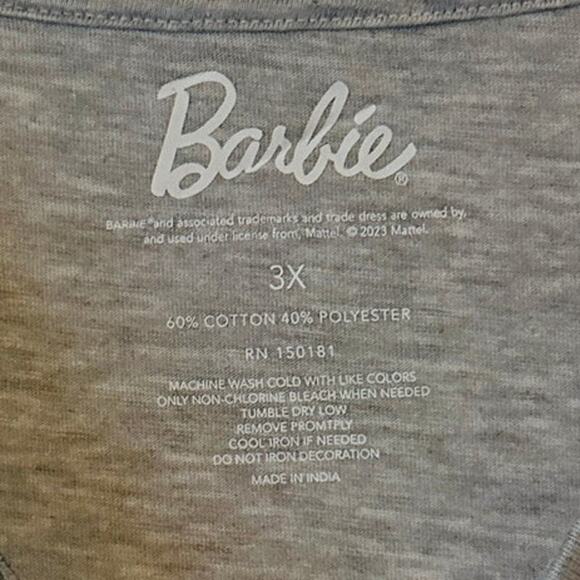 Barbie®
BARBIE® and associated trademarks and trade dress are owned by,
and used under license from, Mattel. © 2023 Mattel.
3X
60% COTTON 40% POLYESTER
RN 150181
MACHINE WASH COLD WITH LIKE COLORS
ONLY NON-CHLORINE BLEACH WHEN NEEDED
TUMBLE DRY LOW
REMOVE PROMTPLY
COOL IRON IF NEEDED
DO NOT IRON DECORATION
MADE IN INDIA